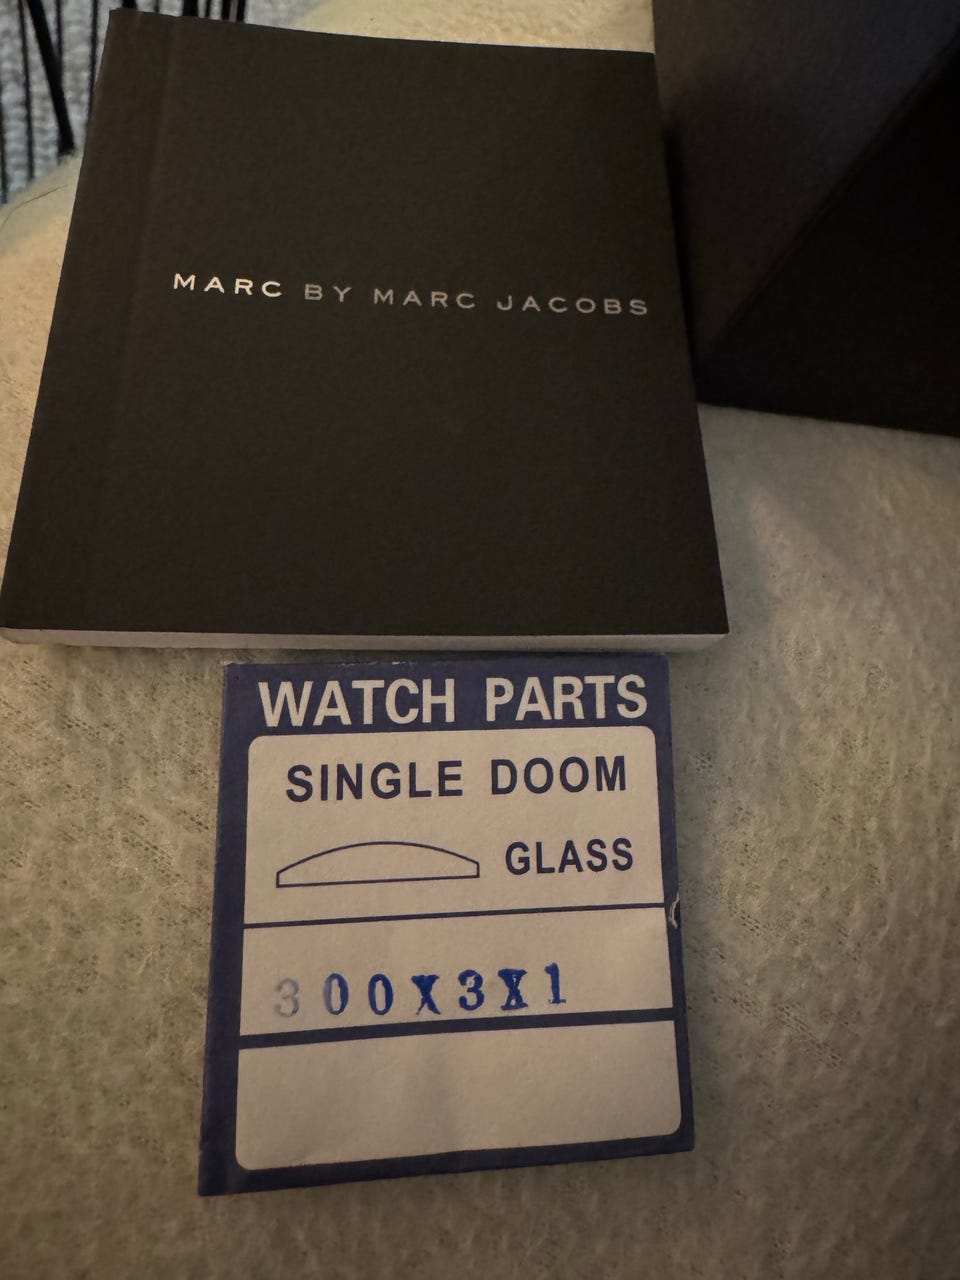 MARC BY MARC JACOBS
WATCH PARTS
SINGLE DOOM
GLASS
300X3X1